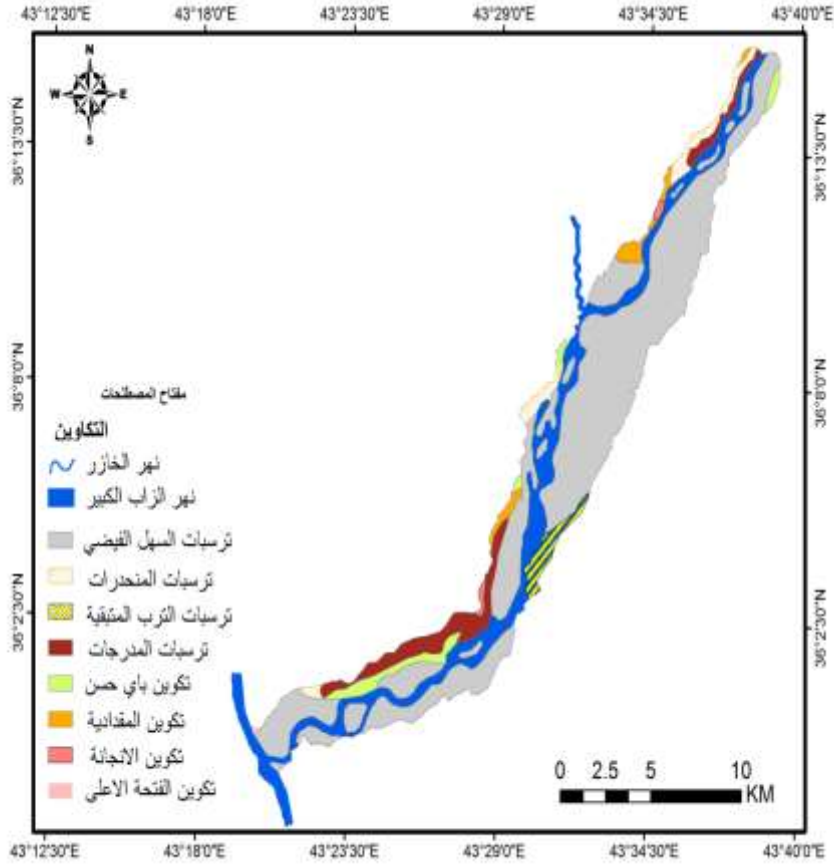 43°12'30"E 43°18'0"E 43°23'30"E 43°29'0"E 43°34'30"E 43°40'0"E
N
W E
S
36°13'30"N 36°13'30"N
36°8'0"N 36°8'0"N
مفتاح المصطلحات
التكاوين
نهر الخازر
نهر الزاب الكبير
ترسبات السهل الفيضي
ترسبات المنحدرات
ترسبات الترب المتبقية
ترسبات المدرجات
تكوين باي حسن
تكوين المقدادية
تكوين الانجانة
تكوين الفتحة الاعلى
36°2'30"N 36°2'30"N
0 2.5 5 10
KM
43°12'30"E 43°18'0"E 43°23'30"E 43°29'0"E 43°34'30"E 43°40'0"E